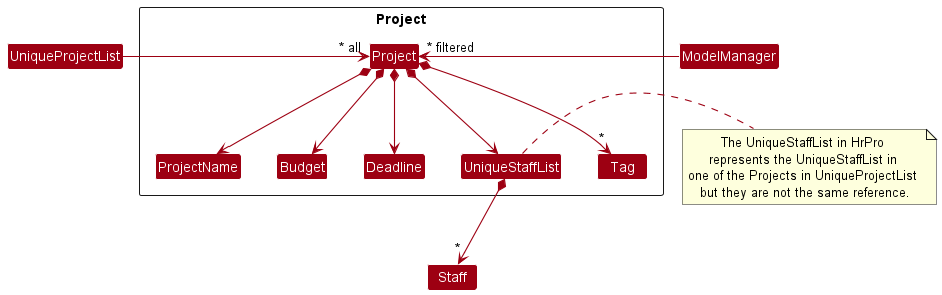 Project
UniqueProjectList
* all
Project
* filtered
ModelManager
ProjectName
Budget
Deadline
UniqueStaffList
*
Tag
The UniqueStaffList in HrPro
represents the UniqueStaffList in
one of the Projects in UniqueProjectList
but they are not the same reference.
*
Staff